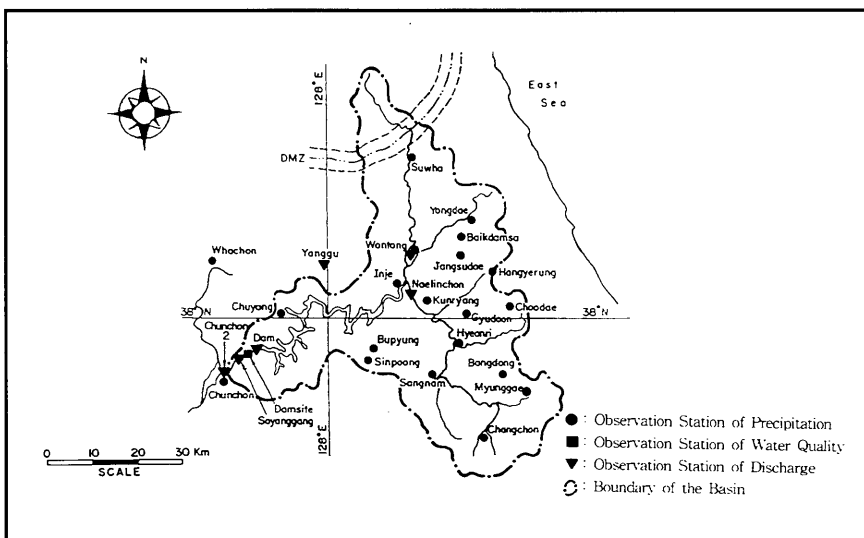 N
128° E
East
Sea
DMZ
Suwha
Yongdae
Baikdamsa
Wontong
Jangsudae
Whachon
Yanggu
Hangyerung
Inje
Naelinchon
Kunryang
Choodae
Chuyang
38° N
Gyudoon
38° N
Chunchon
2
Dam
Hyeonri
Bupyung
Sinpoong
Bangdong
Sangnam
Myunggae
Chunchon
Damsite
Soyanggang
Changchon
128° E
0 10 20 30 Km
SCALE
: Observation Station of Precipitation
: Observation Station of Water Quality
: Observation Station of Discharge
: Boundary of the Basin